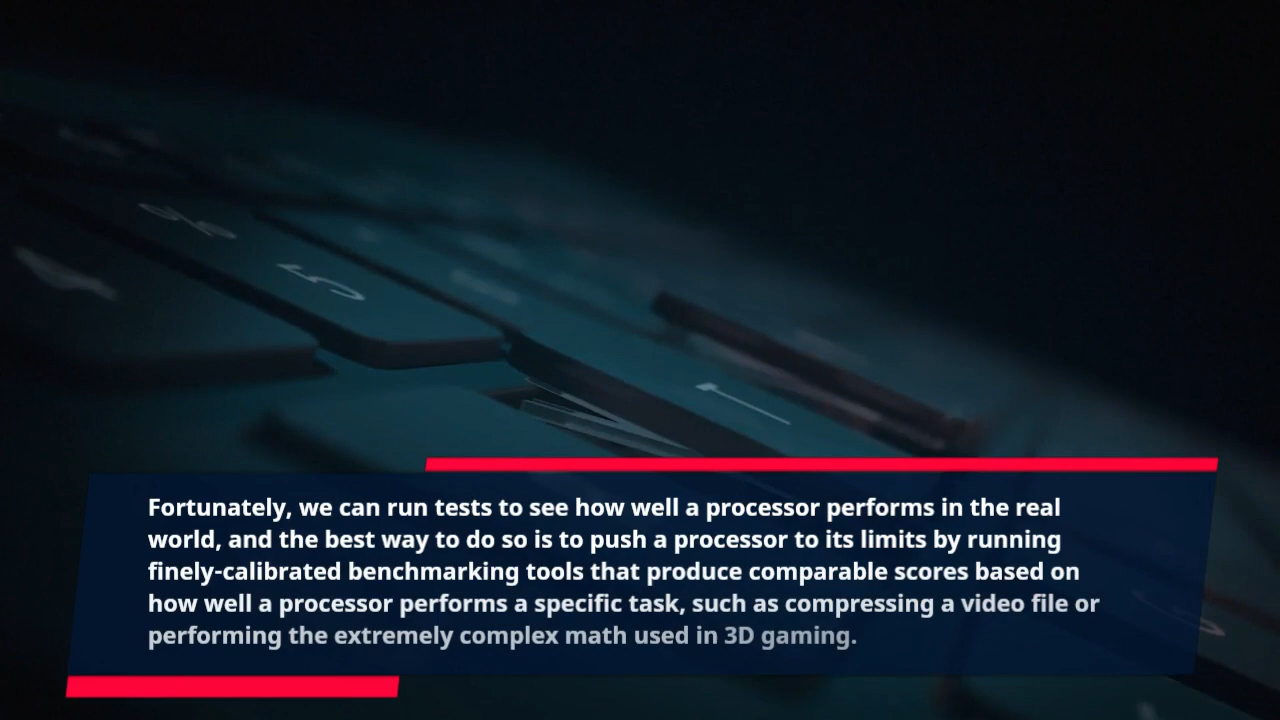 %
5
Fortunately, we can run tests to see how well a processor performs in the real
world, and the best way to do so is to push a processor to its limits by running
finely-calibrated benchmarking tools that produce comparable scores based on
how well a processor performs a specific task, such as compressing a video file or
performing the extremely complex math used in 3D gaming.